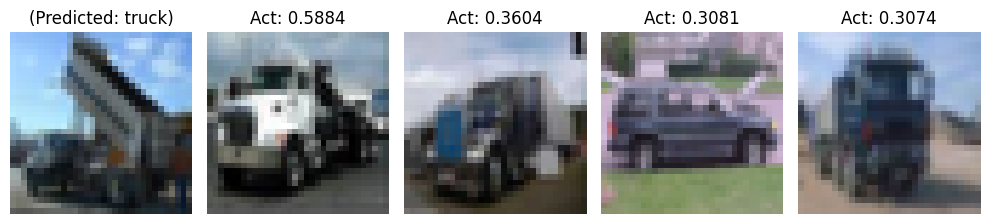 (Predicted: truck)
Act: 0.5884
Act: 0.3604
Act: 0.3081
Act: 0.3074